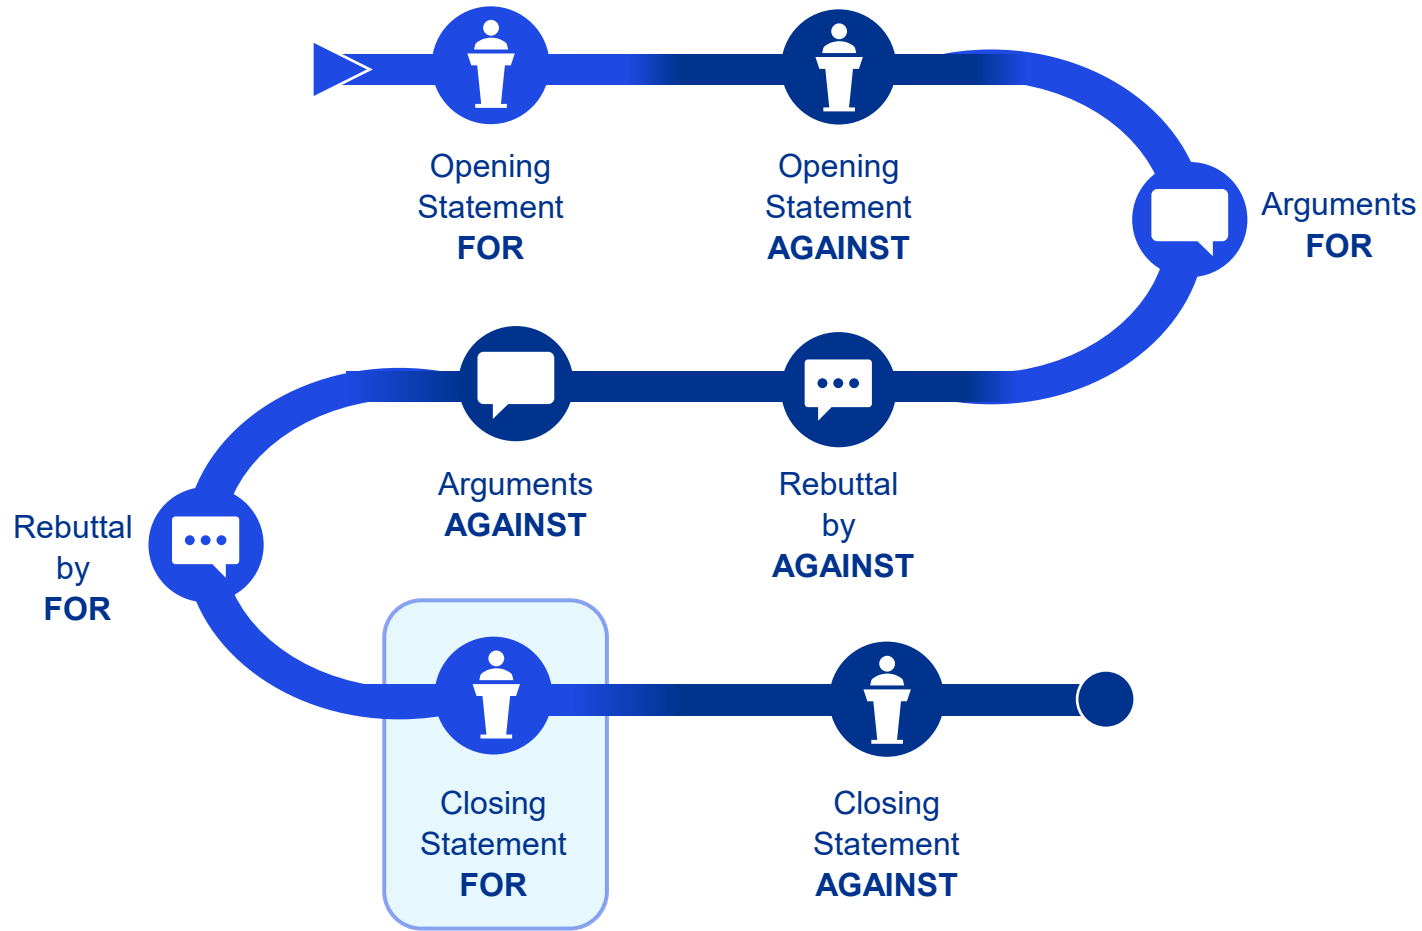 Opening
Statement
FOR
Opening
Statement
AGAINST
Arguments
FOR
Rebuttal
by
AGAINST
Arguments
AGAINST
Rebuttal
by
FOR
Closing
Statement
FOR
Closing
Statement
AGAINST